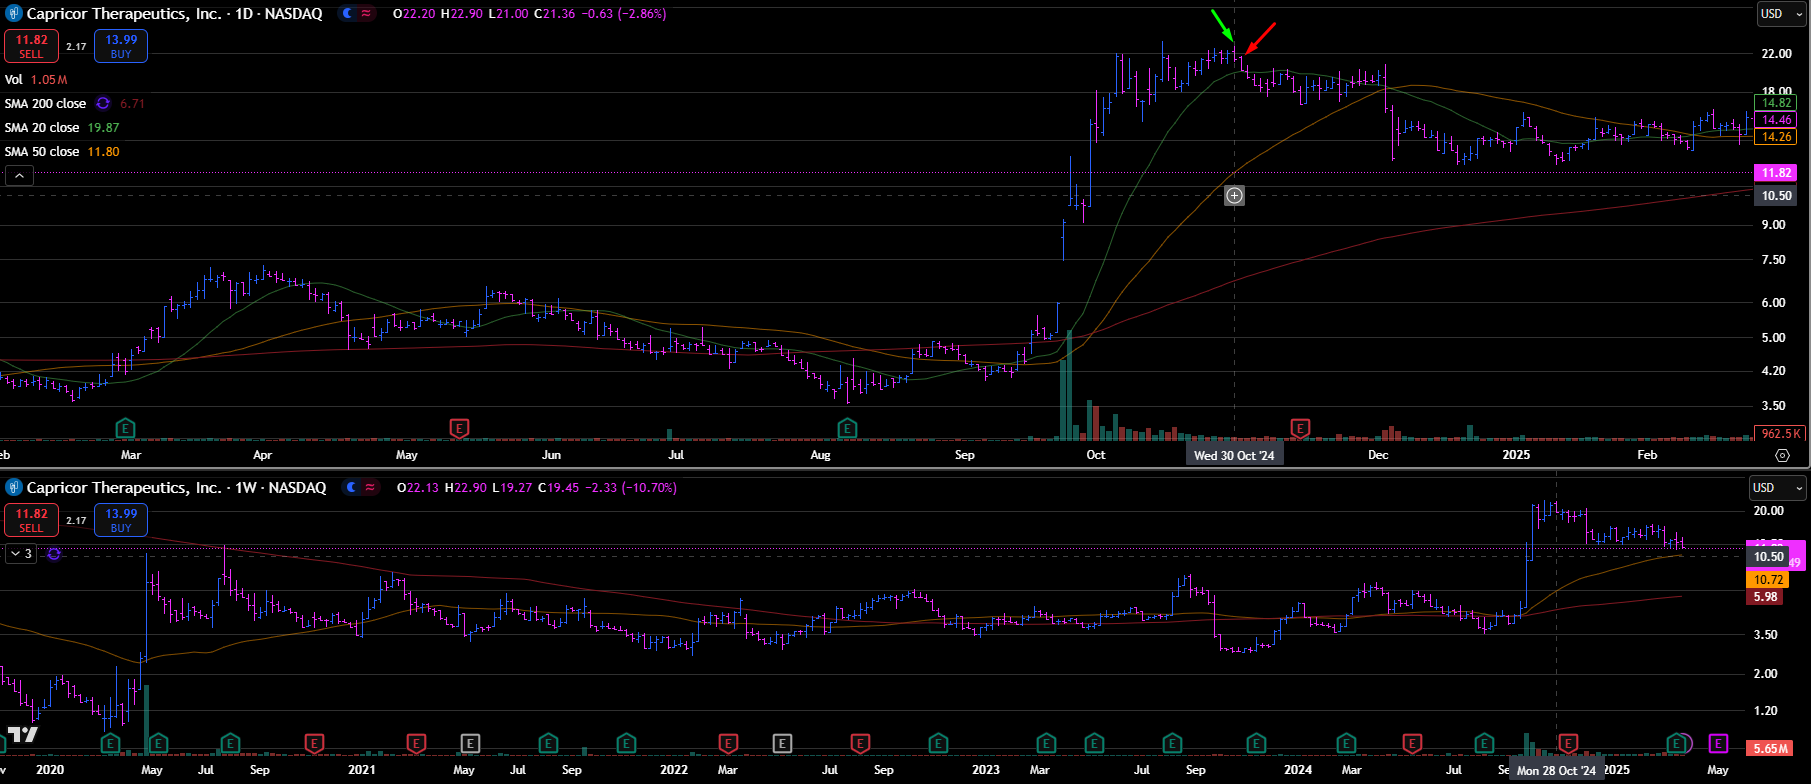 Capricor Therapeutics, Inc. · 1D · NASDAQ O22.20 H22.90 L21.00 C21.36 −0.63 (−2.86%)
USD
11.82 SELL 2.17 13.99 BUY
Vol 1.05M
SMA 200 close 6.71
SMA 20 close 19.87
SMA 50 close 11.80
22.00
18.00
14.82
14.46
14.26
11.82
10.50
9.00
7.50
6.00
5.00
4.20
3.50
962.5K
E E E E
eb Mar Apr May Jun Jul Aug Sep Oct Wed 30 Oct '24 Dec 2025 Feb
Capricor Therapeutics, Inc. · 1W · NASDAQ O22.13 H22.90 L19.27 C19.45 −2.33 (−10.70%)
USD
11.82 SELL 2.17 13.99 BUY
3
20.00
10.50
49
10.72
5.98
3.50
2.00
1.20
5.65M
E E E E E E E E E E E E E E E E E E E E E E
v 2020 May Jul Sep 2021 May Jul Sep 2022 Mar Jul Sep 2023 Mar Jul Sep 2024 Mar Jul Se Mon 28 Oct '24 2025 May